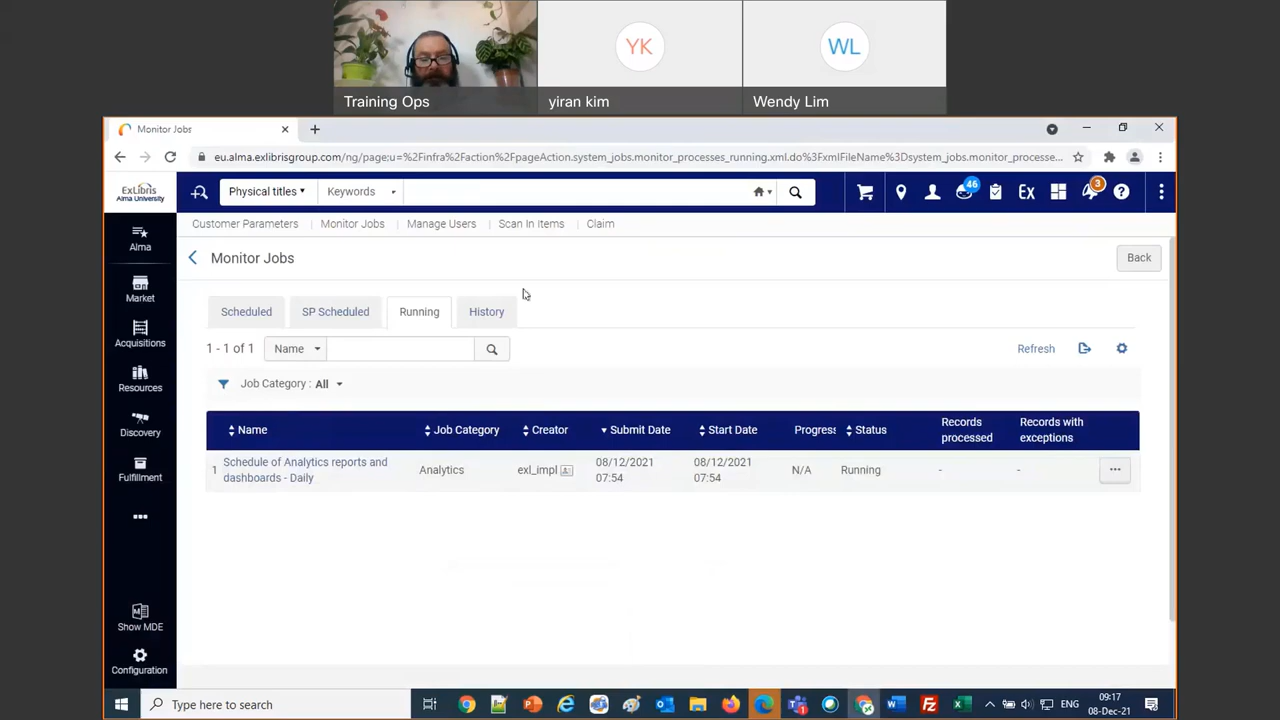 YK
WL
Training Ops
yiran kim
Wendy Lim
Monitor Jobs
eu.alma.exlibrisgroup.com/ng/page;u=%2Finfra%2Faction%2FpageAction.system_jobs.monitor_processes_running.xml.do%3FxmlFileName%3Dsystem_jobs.monitor_processe...
ExLibris
Alma University
Physical titles
Keywords
46
Ex
3
Customer Parameters
Monitor Jobs
Manage Users
Scan In Items
Claim
Alma
Market
Acquisitions
Resources
Discovery
Fulfillment
Show MDE
Configuration
Monitor Jobs
Back
Scheduled
SP Scheduled
Running
History
1 - 1 of 1
Name
Refresh
Job Category : All
Name
Job Category
Creator
Submit Date
Start Date
Progress
Status
Records processed
Records with exceptions
1
Schedule of Analytics reports and dashboards - Daily
Analytics
exl_impl
08/12/2021 07:54
08/12/2021 07:54
N/A
Running
-
-
Type here to search
ENG
09:17
08-Dec-21